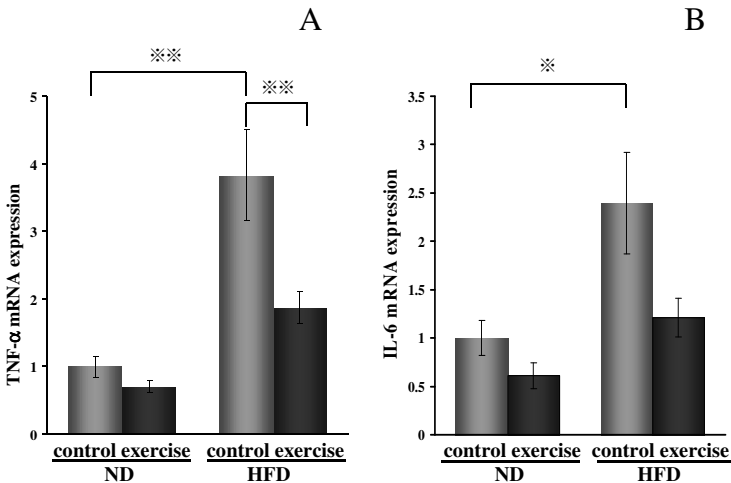 A
※※
※※
5
4
3
2
1
0
TNF-α mRNA expression
control exercise
control exercise
ND
HFD
B
※
3.5
3
2.5
2
1.5
1
0.5
0
IL-6 mRNA expression
control exercise
control exercise
ND
HFD